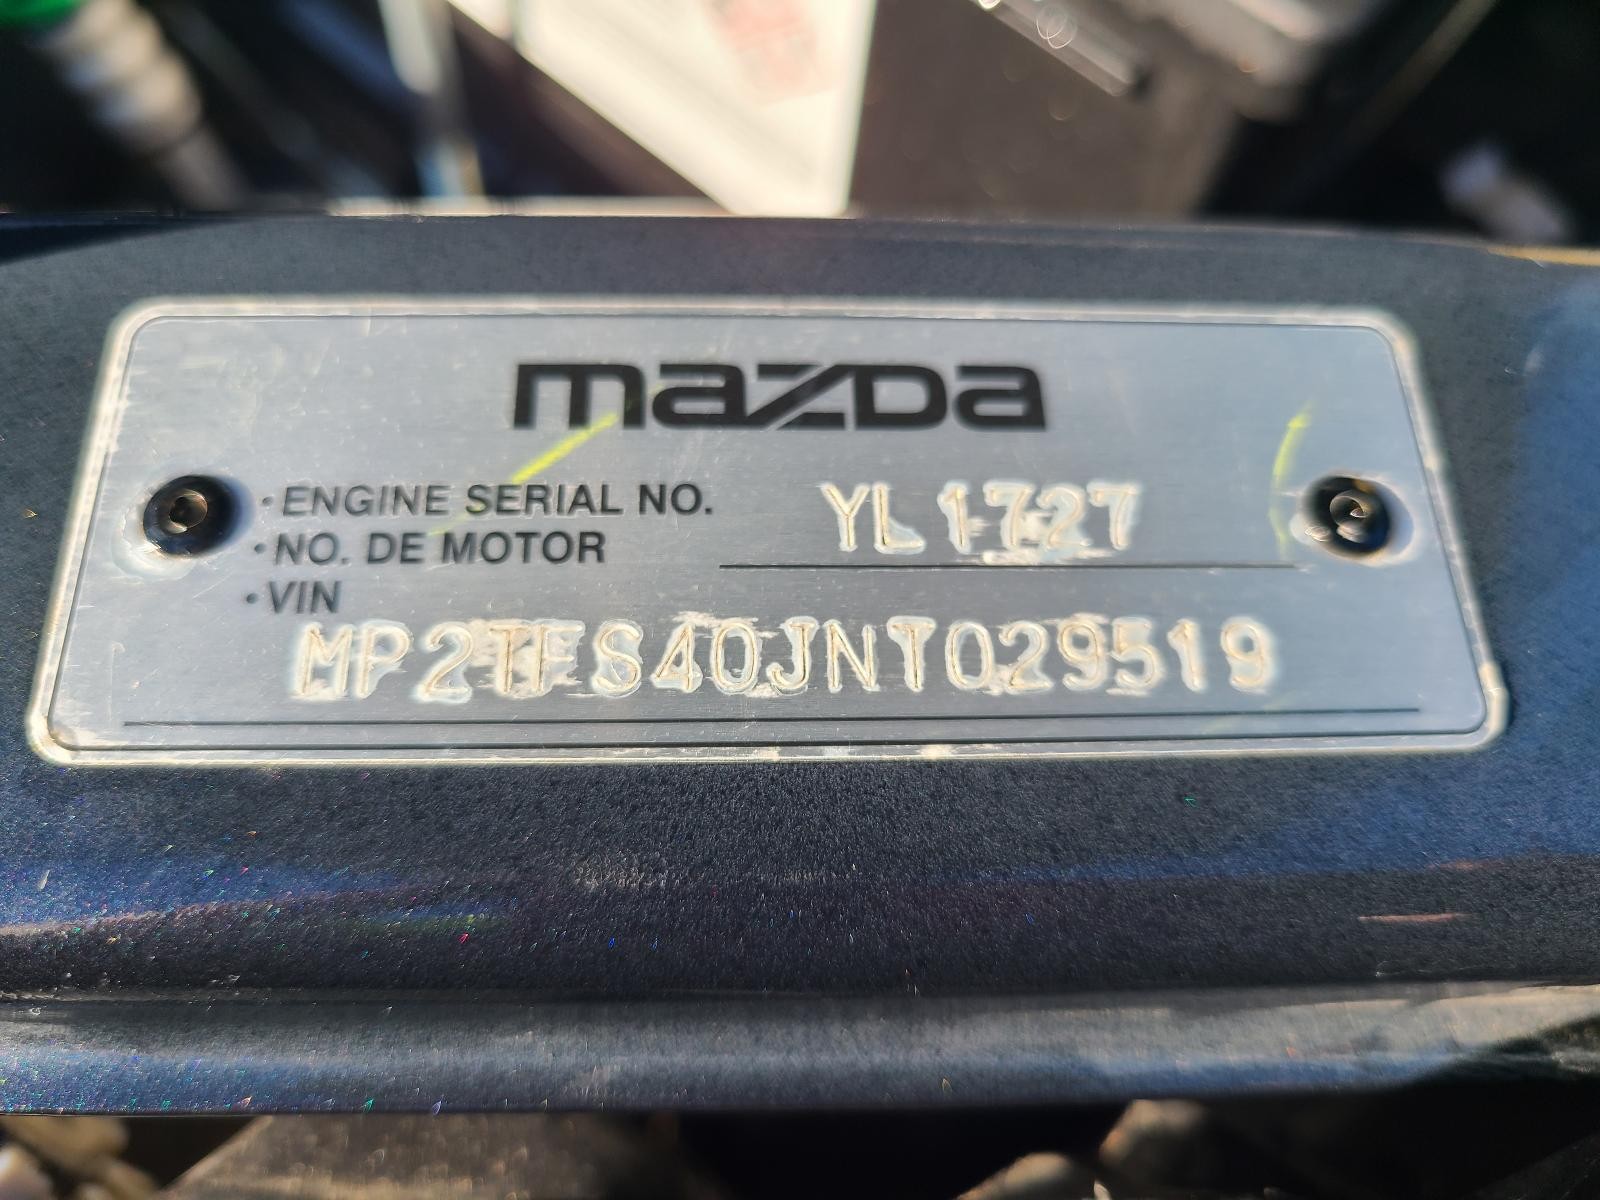 mazda
• ENGINE SERIAL NO. YL1727
• NO. DE MOTOR
• VIN
MP2TFS40JNT029519